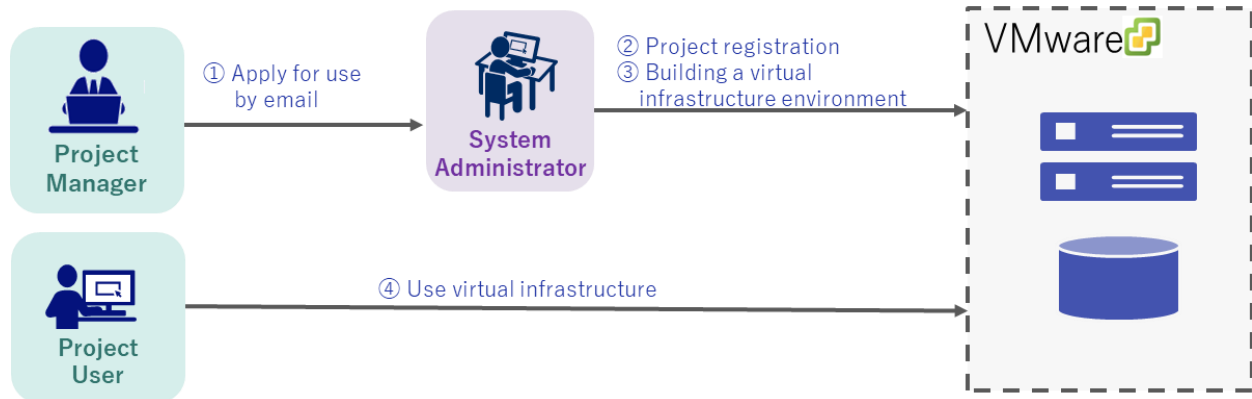 Project
Manager
① Apply for use
by email
System
Administrator
② Project registration
③ Building a virtual
infrastructure environment
VMware
Project
User
④ Use virtual infrastructure